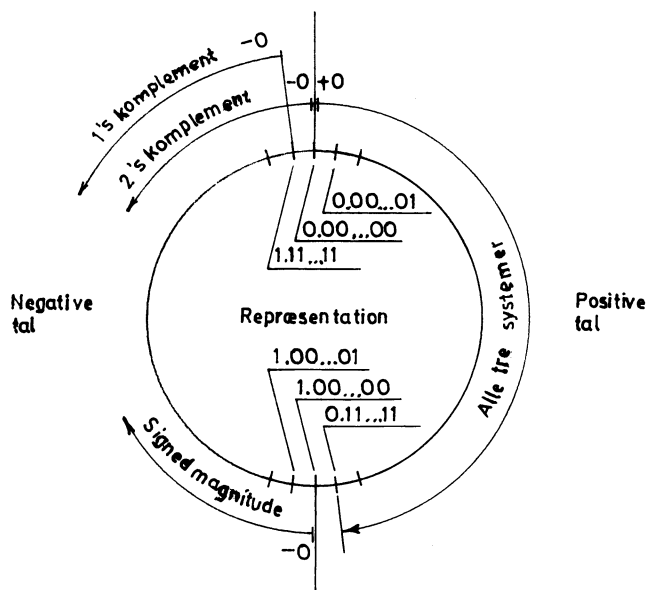 -0
-0 +0
1's komplement
2's komplement
0.00...01
0.00...00
1.11...11
Negative
tal
Repræsentation
Positive
tal
Alle tre systemer
1.00...01
1.00...00
0.11...11
Signed magnitude
-0